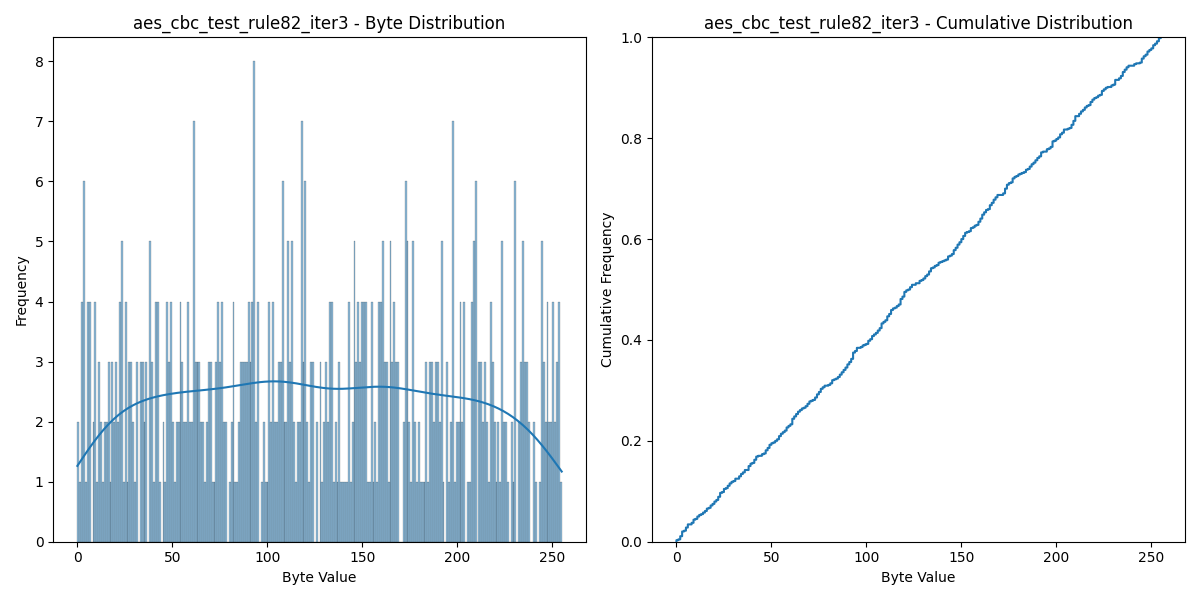 aes_cbc_test_rule82_iter3 - Byte Distribution
8
7
6
5
4
3
2
1
0
Frequency
0 50 100 150 200 250
Byte Value
aes_cbc_test_rule82_iter3 - Cumulative Distribution
1.0
0.8
0.6
0.4
0.2
0.0
Cumulative Frequency
0 50 100 150 200 250
Byte Value